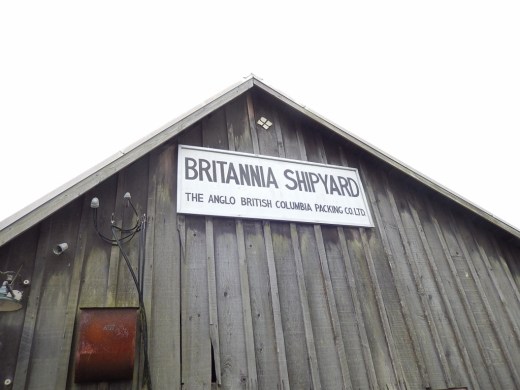 BRITANNIA SHIPYARD
THE ANGLO BRITISH COLUMBIA PACKING CO. LTD